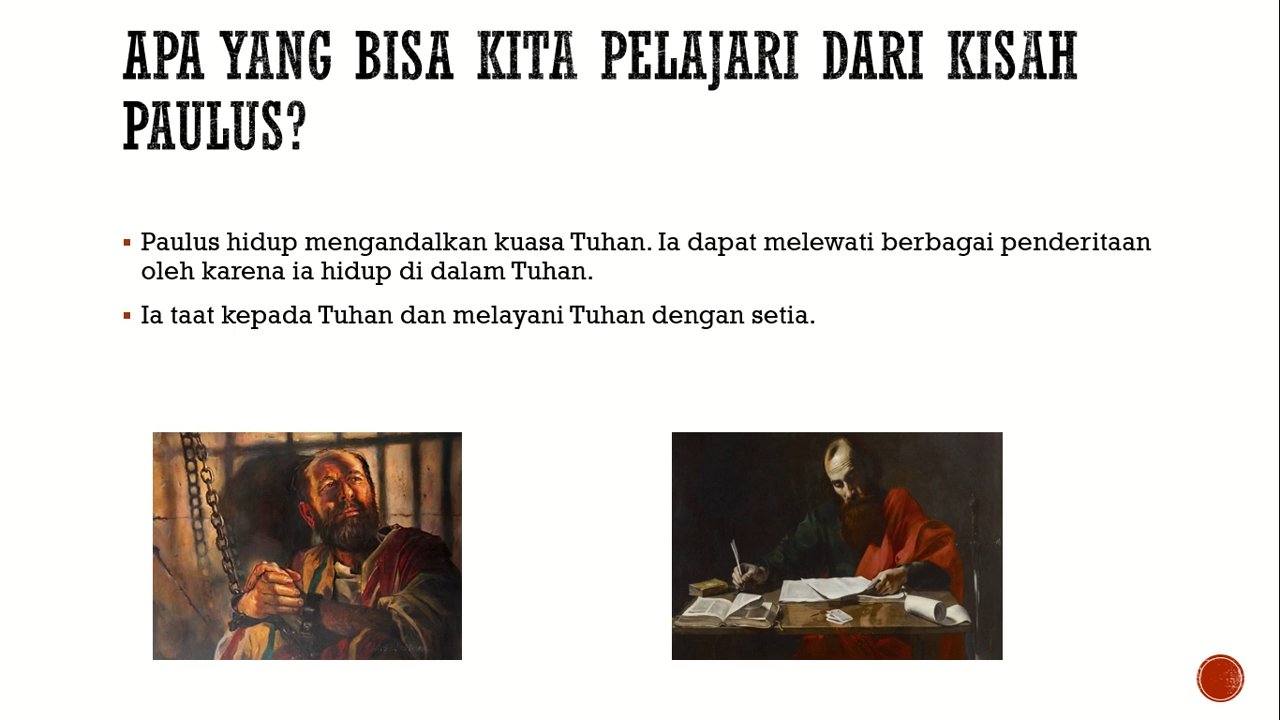 APA YANG BISA KITA PELAJARI DARI KISAH
PAULUS?
Paulus hidup mengandalkan kuasa Tuhan. Ia dapat melewati berbagai penderitaan
oleh karena ia hidup di dalam Tuhan.
Ia taat kepada Tuhan dan melayani Tuhan dengan setia.